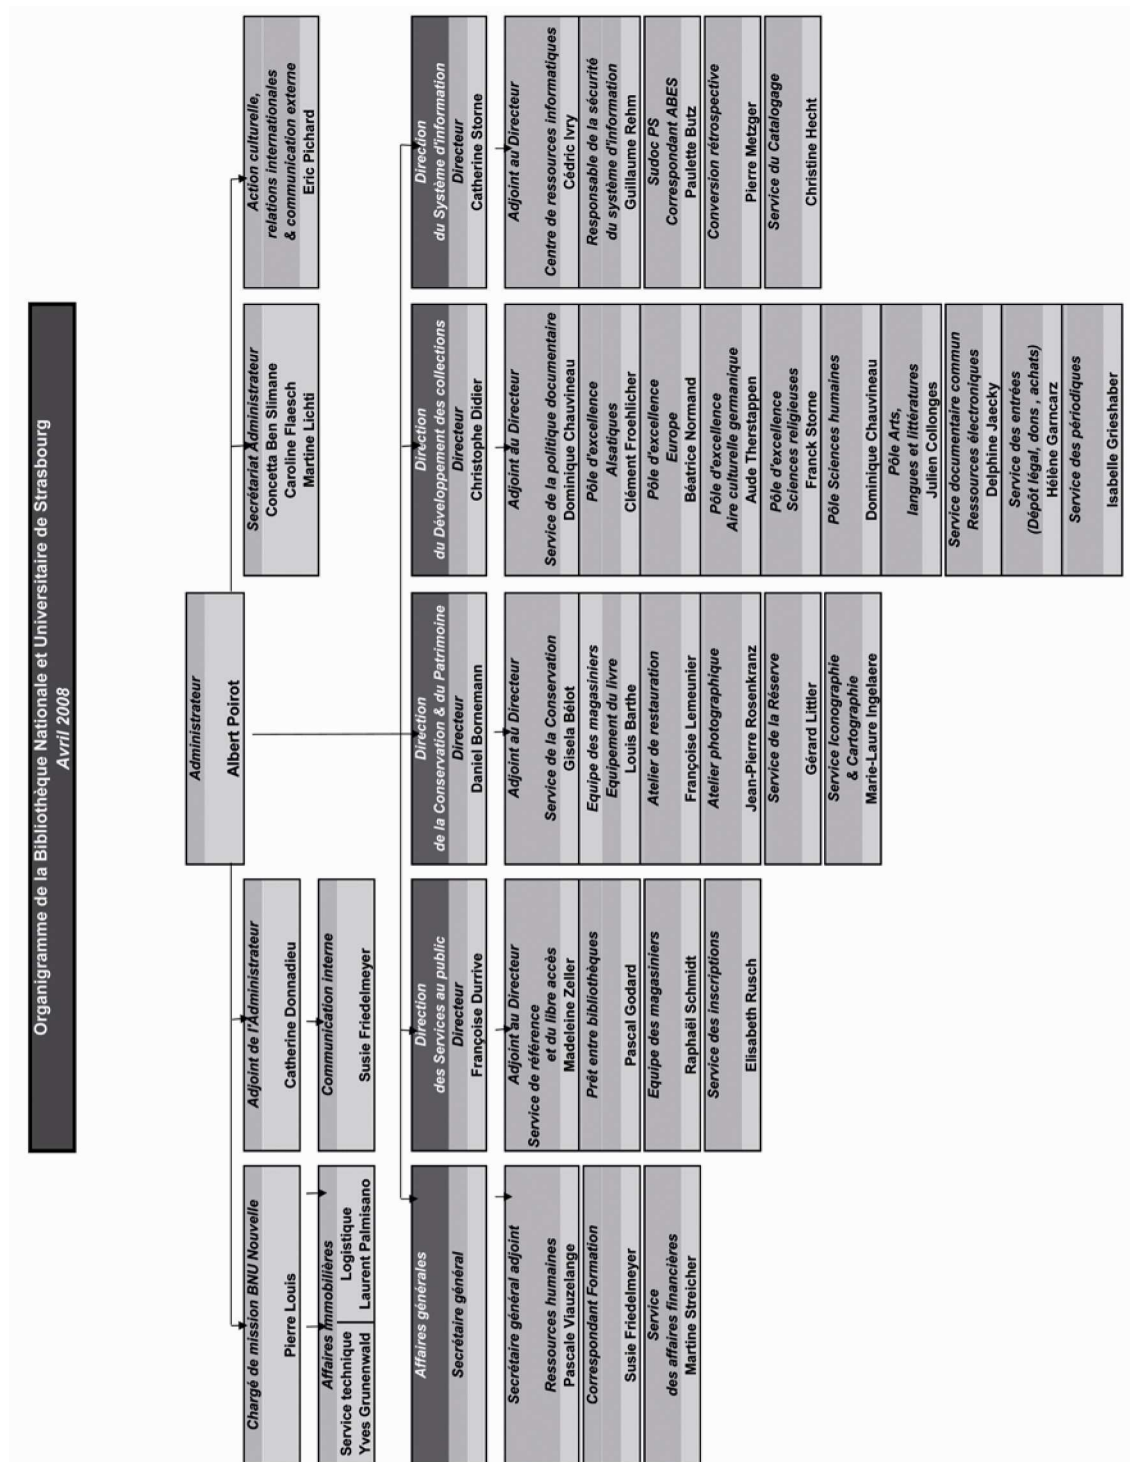 Organigramme de la Bibliothèque Nationale et Universitaire de Strasbourg
Avril 2008
Administrateur
Albert Poirot
Chargé de mission BNU Nouvelle
Pierre Louis
Affaires Immobilières
Service technique
Yves Grunenwald
Logistique
Laurent Palmisano
Adjoint de l'Administrateur
Catherine Donnadieu
Communication interne
Susie Friedelmeyer
Secrétariat Administrateur
Concetta Ben Slimane
Caroline Flaesch
Martine Lichti
Action culturelle,
relations internationales
& communication externe
Eric Pichard
Affaires générales
Secrétaire général
Secrétaire général adjoint
Ressources humaines
Pascale Viauzelange
Correspondant Formation
Susie Friedelmeyer
Service
des affaires financières
Martine Streicher
Direction
des Services au public
Directeur
Françoise Durrive
Adjoint au Directeur
Service de référence
et du libre accès
Madeleine Zeller
Prêt entre bibliothèques
Pascal Godard
Equipe des magasiniers
Raphaël Schmidt
Service des inscriptions
Elisabeth Rusch
Direction
de la Conservation & du Patrimoine
Directeur
Daniel Bornemann
Adjoint au Directeur
Service de la Conservation
Gisela Bélot
Equipe des magasiniers
Equipement du livre
Louis Barthe
Atelier de restauration
Françoise Lemeunier
Atelier photographique
Jean-Pierre Rosenkranz
Service de la Réserve
Gérard Littler
Service Iconographie
& Cartographie
Marie-Laure Ingelaere
Direction
du Développement des collections
Directeur
Christophe Didier
Adjoint au Directeur
Service de la politique documentaire
Dominique Chauvineau
Pôle d'excellence
Alsatiques
Clément Froehlicher
Pôle d'excellence
Europe
Béatrice Normand
Pôle d'excellence
Aire culturelle germanique
Aude Therstappen
Pôle d'excellence
Sciences religieuses
Franck Storne
Pôle Sciences humaines
Dominique Chauvineau
Pôle Arts,
langues et littératures
Julien Collonges
Service documentaire commun
Ressources électroniques
Delphine Jaecky
Service des entrées
(Dépôt légal, dons , achats)
Hélène Garncarz
Service des périodiques
Isabelle Grieshaber
Direction
du Système d'information
Directeur
Catherine Storne
Adjoint au Directeur
Centre de ressources informatiques
Cédric Ivry
Responsable de la sécurité
du système d'information
Guillaume Rehm
Sudoc PS
Correspondant ABES
Paulette Butz
Conversion rétrospective
Pierre Metzger
Service du Catalogage
Christine Hecht